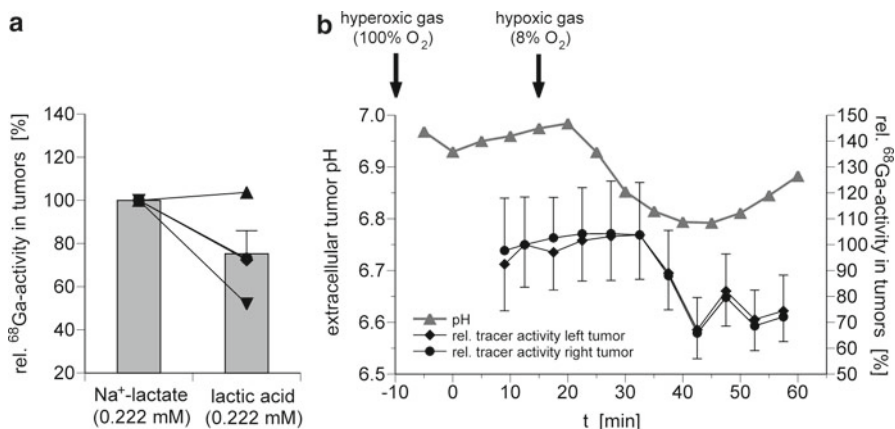 a
rel. ⁶⁸Ga-activity in tumors [%]
140
120
100
80
60
40
20
Na⁺-lactate
(0.222 mM)
lactic acid
(0.222 mM)
b
hyperoxic gas
(100% O₂)
hypoxic gas
(8% O₂)
extracellular tumor pH
7.0
6.9
6.8
6.7
6.6
6.5
pH
rel. tracer activity left tumor
rel. tracer activity right tumor
-10
0
10
20
30
40
50
60
t [min]
150
140
130
120
110
100
90
80
70
60
50
rel. ⁶⁸Ga-activity in tumors
[%]